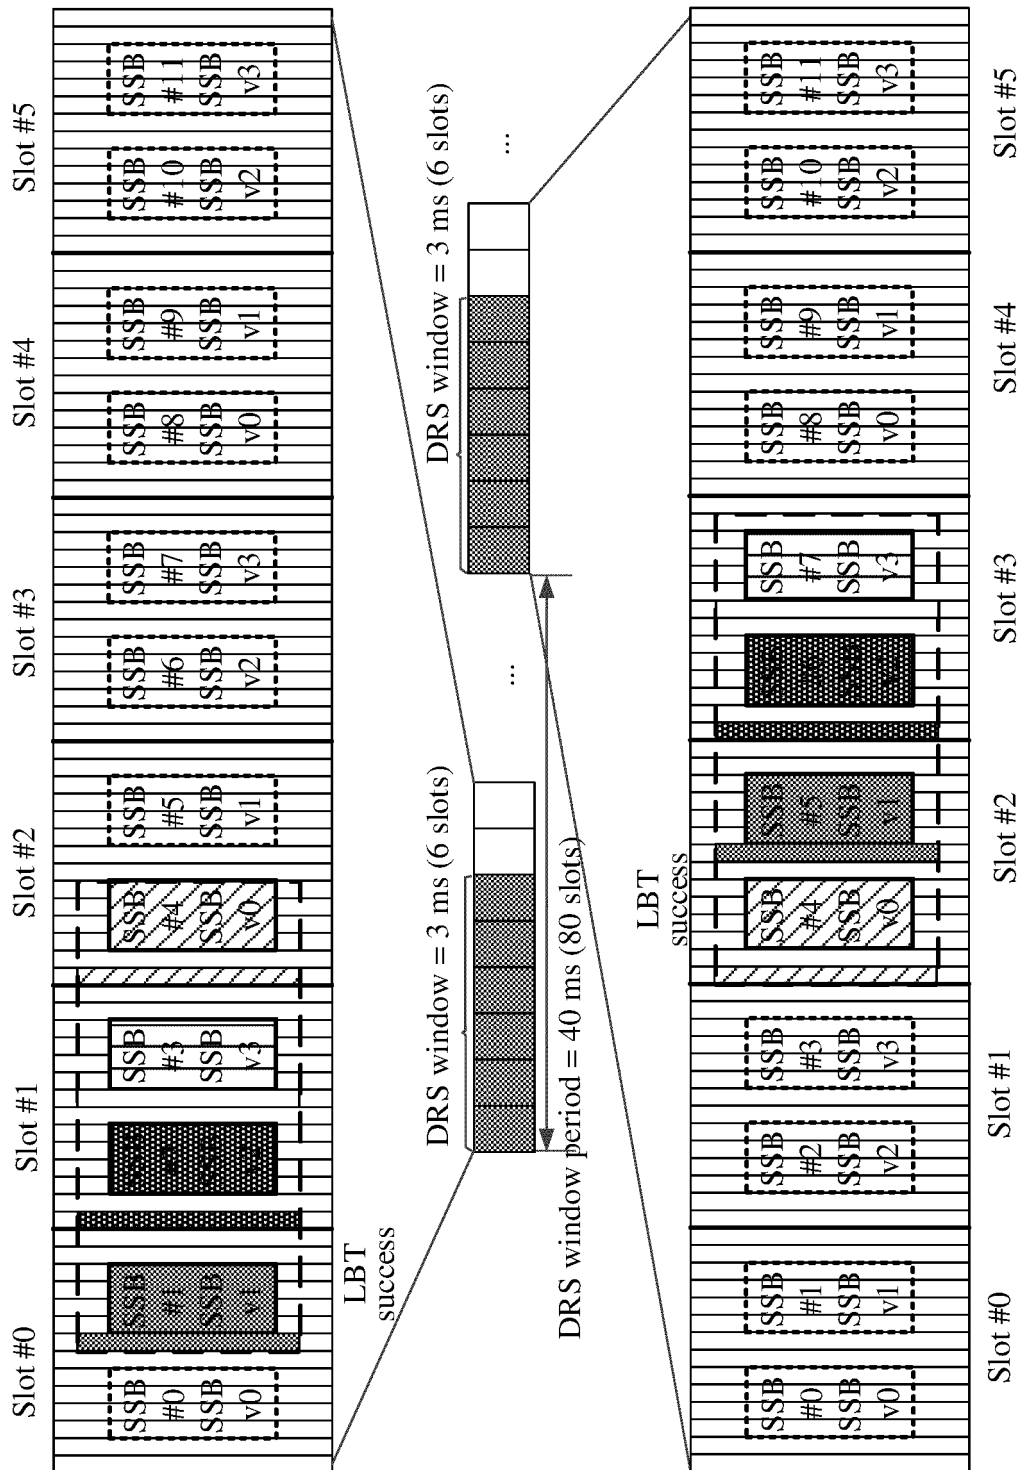 Slot #0
Slot #1
Slot #2
Slot #3
Slot #4
Slot #5
SSB
#0
SSB
v0
SSB
#1
SSB
v1
SSB
#3
SSB
v3
SSB
#4
SSB
v0
SSB
#5
SSB
v1
SSB
#6
SSB
v2
SSB
#7
SSB
v3
SSB
#8
SSB
v0
SSB
#9
SSB
v1
SSB
#10
SSB
v2
SSB
#11
SSB
v3
LBT
success
DRS window = 3 ms (6 slots)
...
DRS window = 3 ms (6 slots)
...
DRS window period = 40 ms (80 slots)
LBT
success
SSB
#0
SSB
v0
SSB
#1
SSB
v1
SSB
#2
SSB
v2
SSB
#3
SSB
v3
SSB
#4
SSB
v0
SSB
#5
SSB
v1
SSB
#7
SSB
v3
SSB
#8
SSB
v0
SSB
#9
SSB
v1
SSB
#10
SSB
v2
SSB
#11
SSB
v3
Slot #0
Slot #1
Slot #2
Slot #3
Slot #4
Slot #5